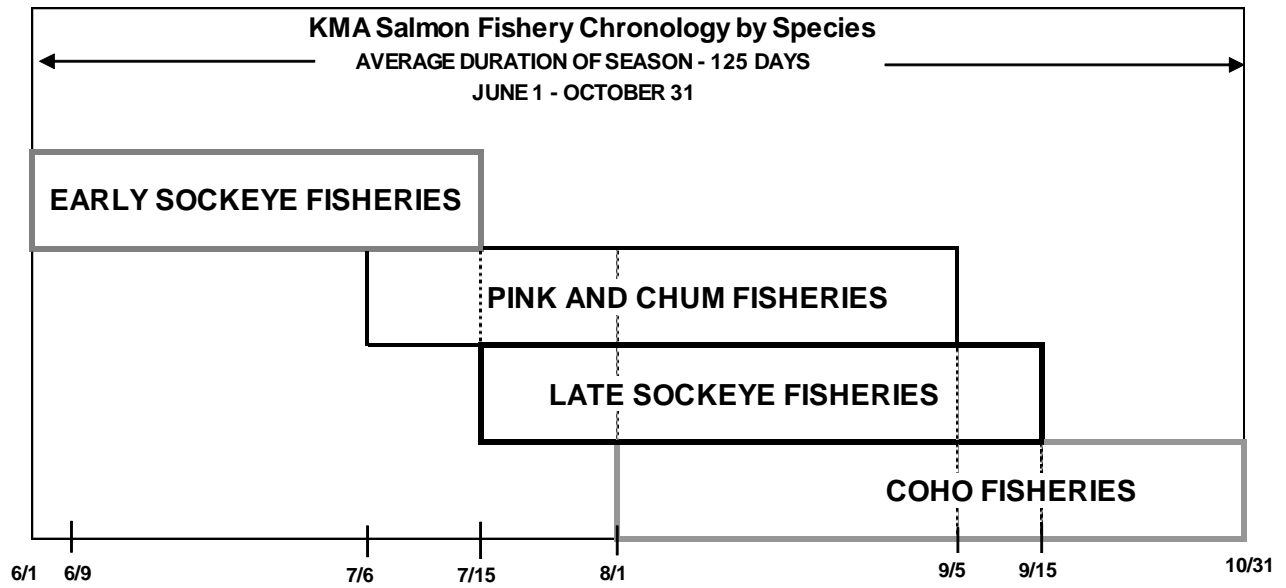 KMA Salmon Fishery Chronology by Species
AVERAGE DURATION OF SEASON - 125 DAYS
JUNE 1 - OCTOBER 31
EARLY SOCKEYE FISHERIES
PINK AND CHUM FISHERIES
LATE SOCKEYE FISHERIES
COHO FISHERIES
6/1 6/9 7/6 7/15 8/1 9/5 9/15 10/31